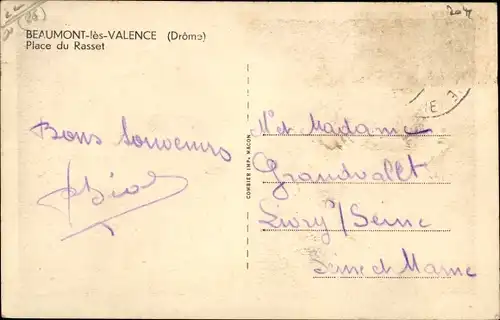 BEAUMONT-lès-VALENCE (Drôme)
Place du Rasset
Bons Souvenirs
COMBIER IMP. MACON
M. et Madame
Grandvallet
Livry s/ Seine
Seine et Marne